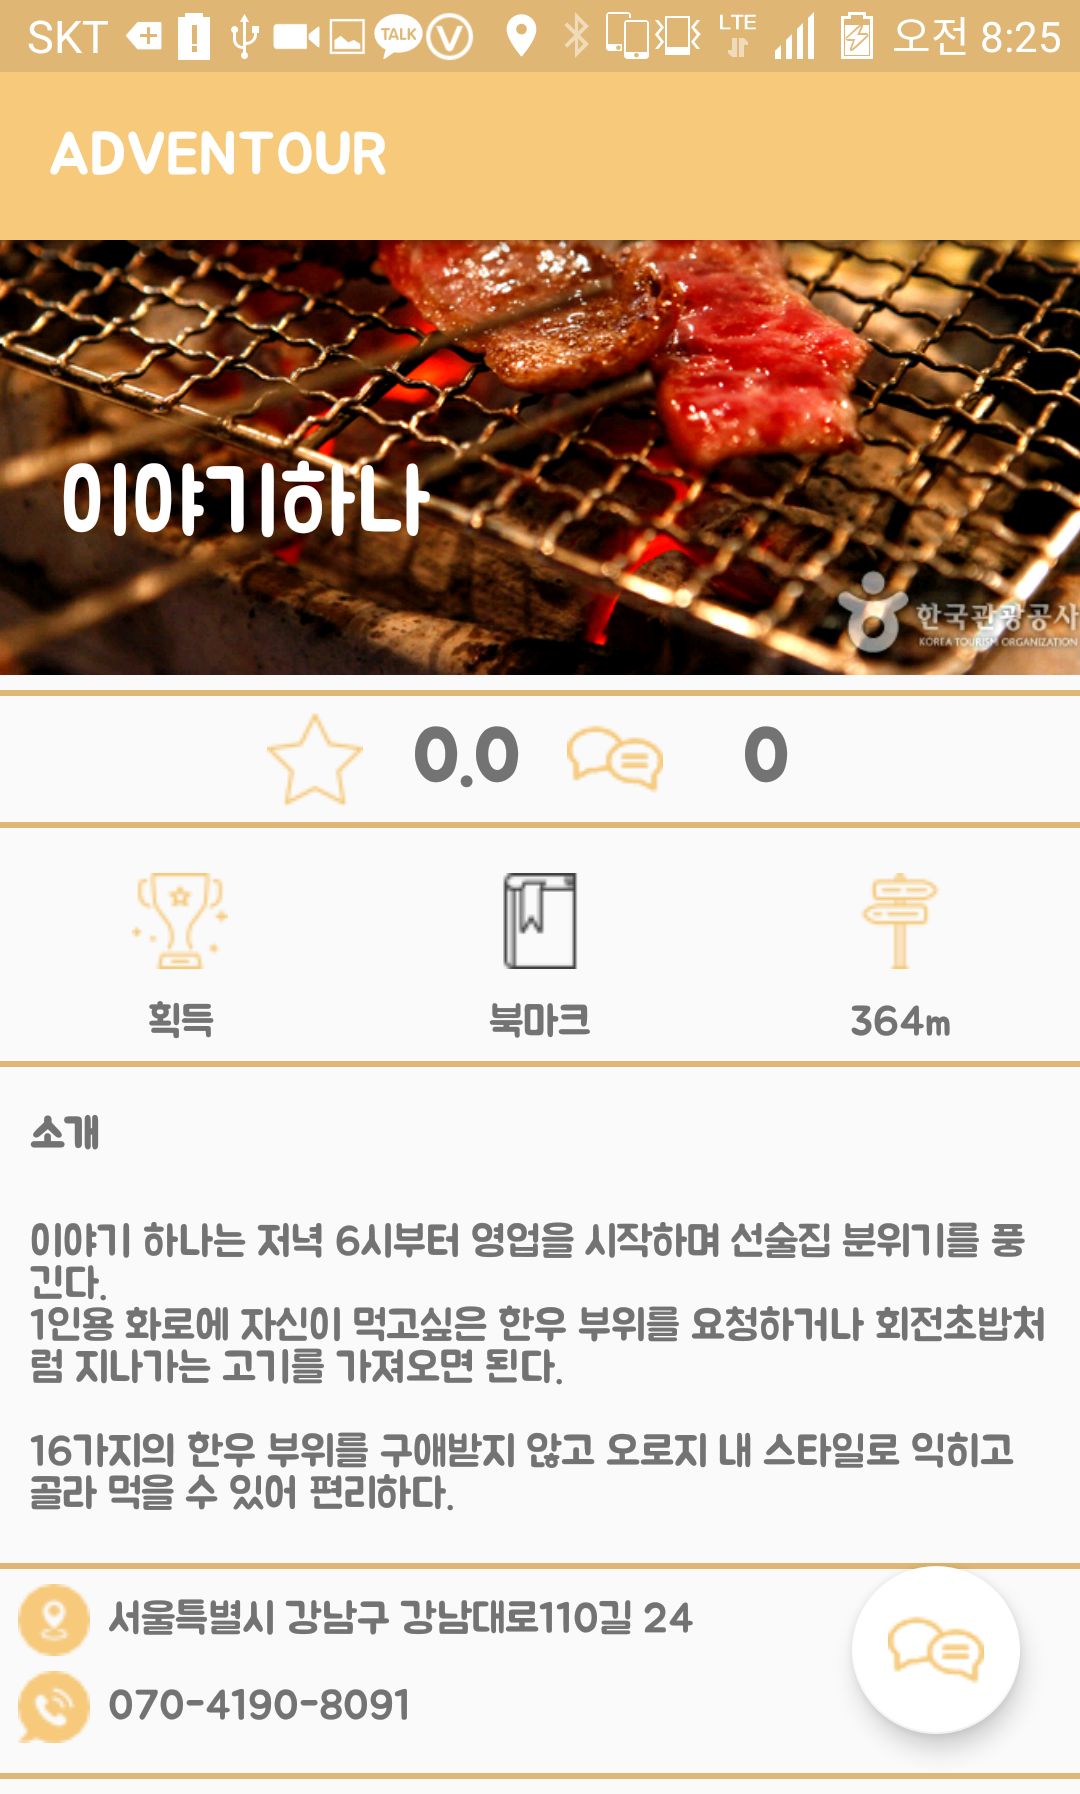 SKT TALK LTE 오전 8:25
ADVENTOUR
이야기하나
한국관광공사
KOREA TOURISM ORGANIZATION
0.0 0
획득 북마크 364m
소개
이야기 하나는 저녁 6시부터 영업을 시작하며 선술집 분위기를 풍
긴다.
1인용 화로에 자신이 먹고싶은 한우 부위를 요청하거나 회전초밥처
럼 지나가는 고기를 가져오면 된다.
16가지의 한우 부위를 구애받지 않고 오로지 내 스타일로 익히고
골라 먹을 수 있어 편리하다.
서울특별시 강남구 강남대로110길 24
070-4190-8091